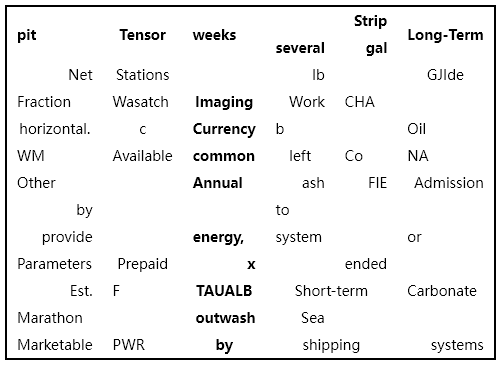 pit Tensor weeks several Strip gal Long-Term
Net Stations lb GJlde
Fraction Wasatch Imaging Work CHA
horizontal. c Currency b Oil
WM Available common left Co NA
Other Annual ash FIE Admission
by to
provide energy, system or
Parameters Prepaid x ended
Est. F TAUALB Short-term Carbonate
Marathon outwash Sea
Marketable PWR by shipping systems